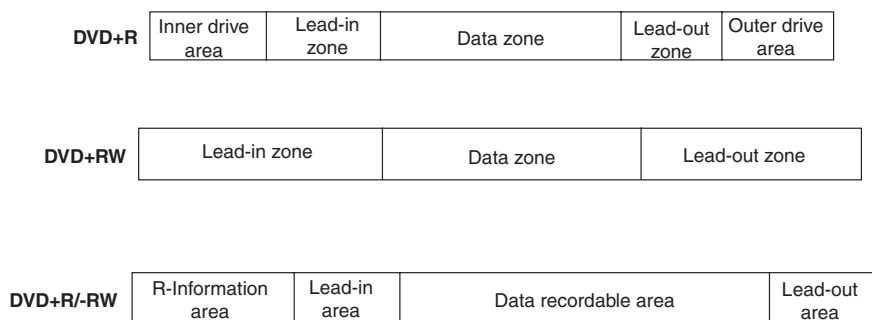 DVD+R
Inner drive
area
Lead-in
zone
Data zone
Lead-out
zone
Outer drive
area
DVD+RW
Lead-in zone
Data zone
Lead-out zone
DVD+R/-RW
R-Information
area
Lead-in
area
Data recordable area
Lead-out
area